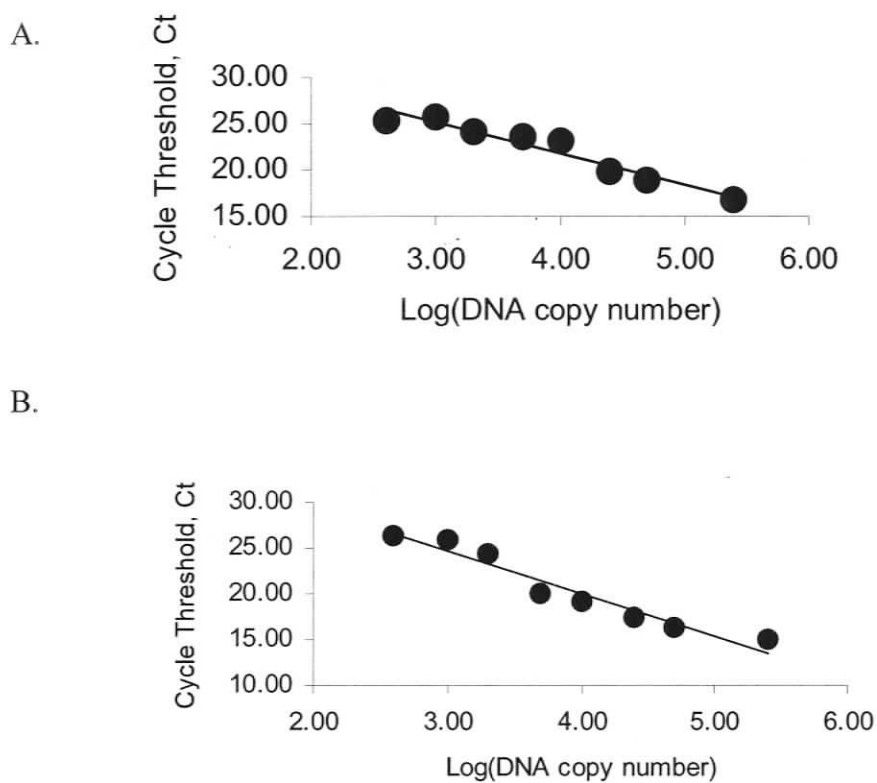 A.
Cycle Threshold, Ct
30.00
25.00
20.00
15.00
2.00 3.00 4.00 5.00 6.00
Log(DNA copy number)
B.
Cycle Threshold, Ct
30.00
25.00
20.00
15.00
10.00
2.00 3.00 4.00 5.00 6.00
Log(DNA copy number)